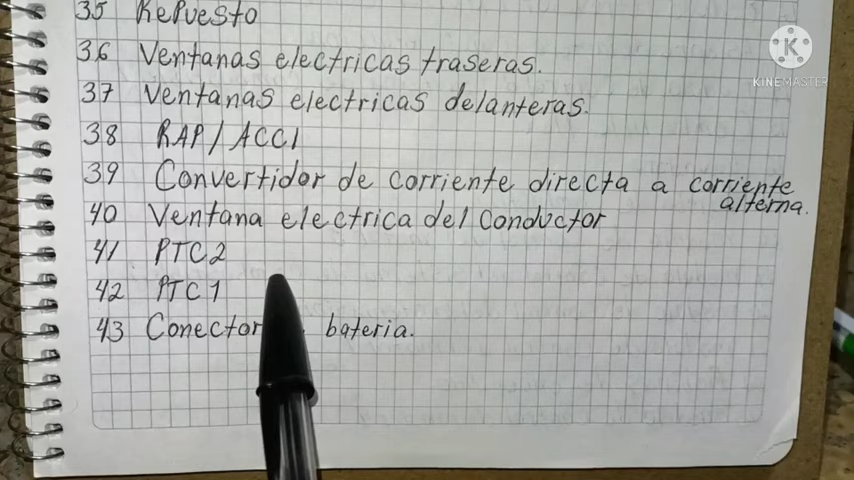 35 Repuesto
36 Ventanas electricas traseras.
37 Ventanas electricas delanteras.
38 RAP/ACC1
39 Convertidor de corriente directa a corriente
alterna.
40 Ventana electrica del conductor
41 PTC2
42 PTC1
43 Conector bateria.
K
KINEMASTER